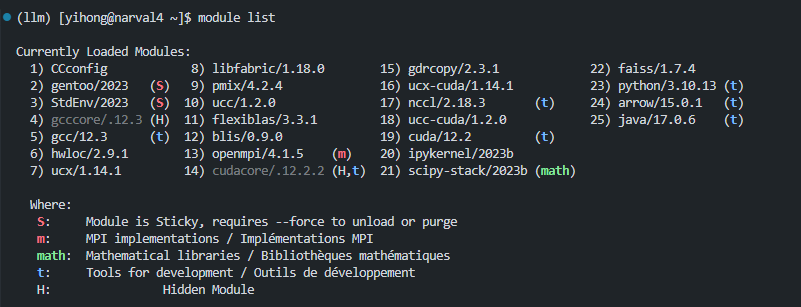 (llm) [yihong@narval4 ~]$ module list
Currently Loaded Modules:
1) CCconfig 8) libfabric/1.18.0 15) gdrcopy/2.3.1 22) faiss/1.7.4
2) gentoo/2023 (S) 9) pmix/4.2.4 16) ucx-cuda/1.14.1 23) python/3.10.13 (t)
3) StdEnv/2023 (S) 10) ucc/1.2.0 17) nccl/2.18.3 (t) 24) arrow/15.0.1 (t)
4) gcccore/.12.3 (H) 11) flexiblas/3.3.1 18) ucc-cuda/1.2.0 25) java/17.0.6 (t)
5) gcc/12.3 (t) 12) blis/0.9.0 19) cuda/12.2 (t)
6) hwloc/2.9.1 13) openmpi/4.1.5 (m) 20) ipykernel/2023b
7) ucx/1.14.1 14) cudacore/.12.2.2 (H,t) 21) scipy-stack/2023b (math)
Where:
S: Module is Sticky, requires --force to unload or purge
m: MPI implementations / Implémentations MPI
math: Mathematical libraries / Bibliothèques mathématiques
t: Tools for development / Outils de développement
H: Hidden Module